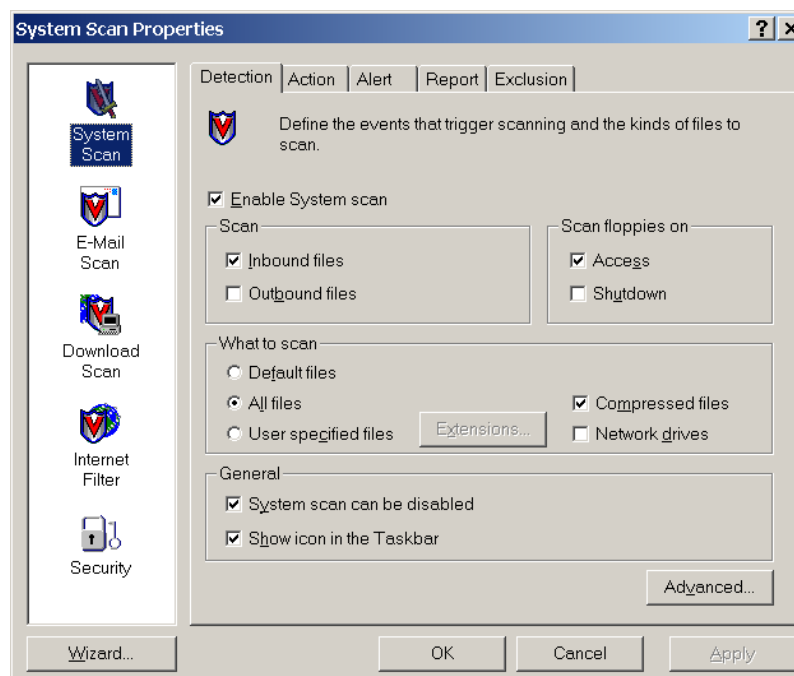 System Scan Properties
System
Scan
E-Mail
Scan
Download
Scan
Internet
Filter
Security
Detection Action Alert Report Exclusion
Define the events that trigger scanning and the kinds of files to
scan.
Enable System scan
Scan
Inbound files
Outbound files
Scan floppies on
Access
Shutdown
What to scan
Default files
All files
User specified files
Extensions...
Compressed files
Network drives
General
System scan can be disabled
Show icon in the Taskbar
Advanced...
Wizard... OK Cancel Apply